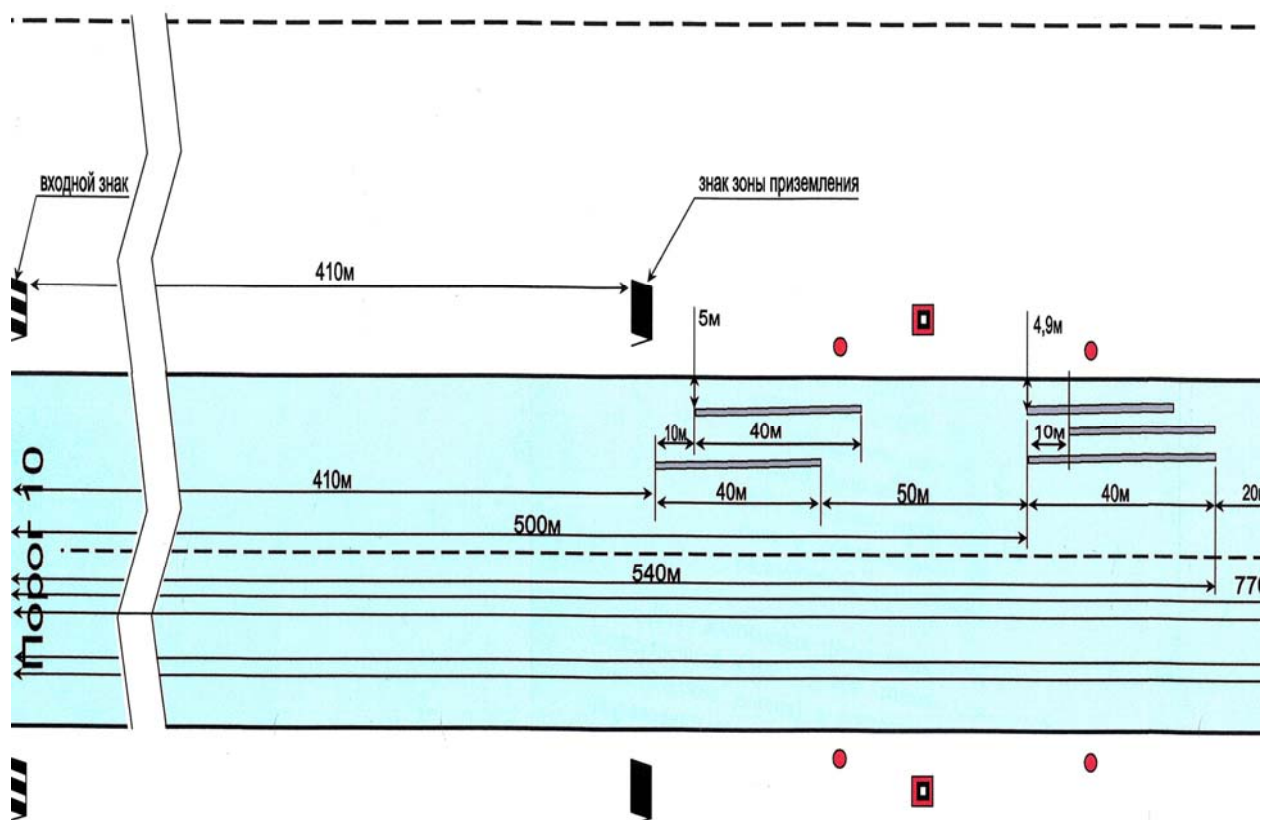 входной знак
знак зоны приземления
410м
5м
4,9м
10м
40м
10м
410м
40м
50м
40м
20м
500м
540м
770
Порог 10